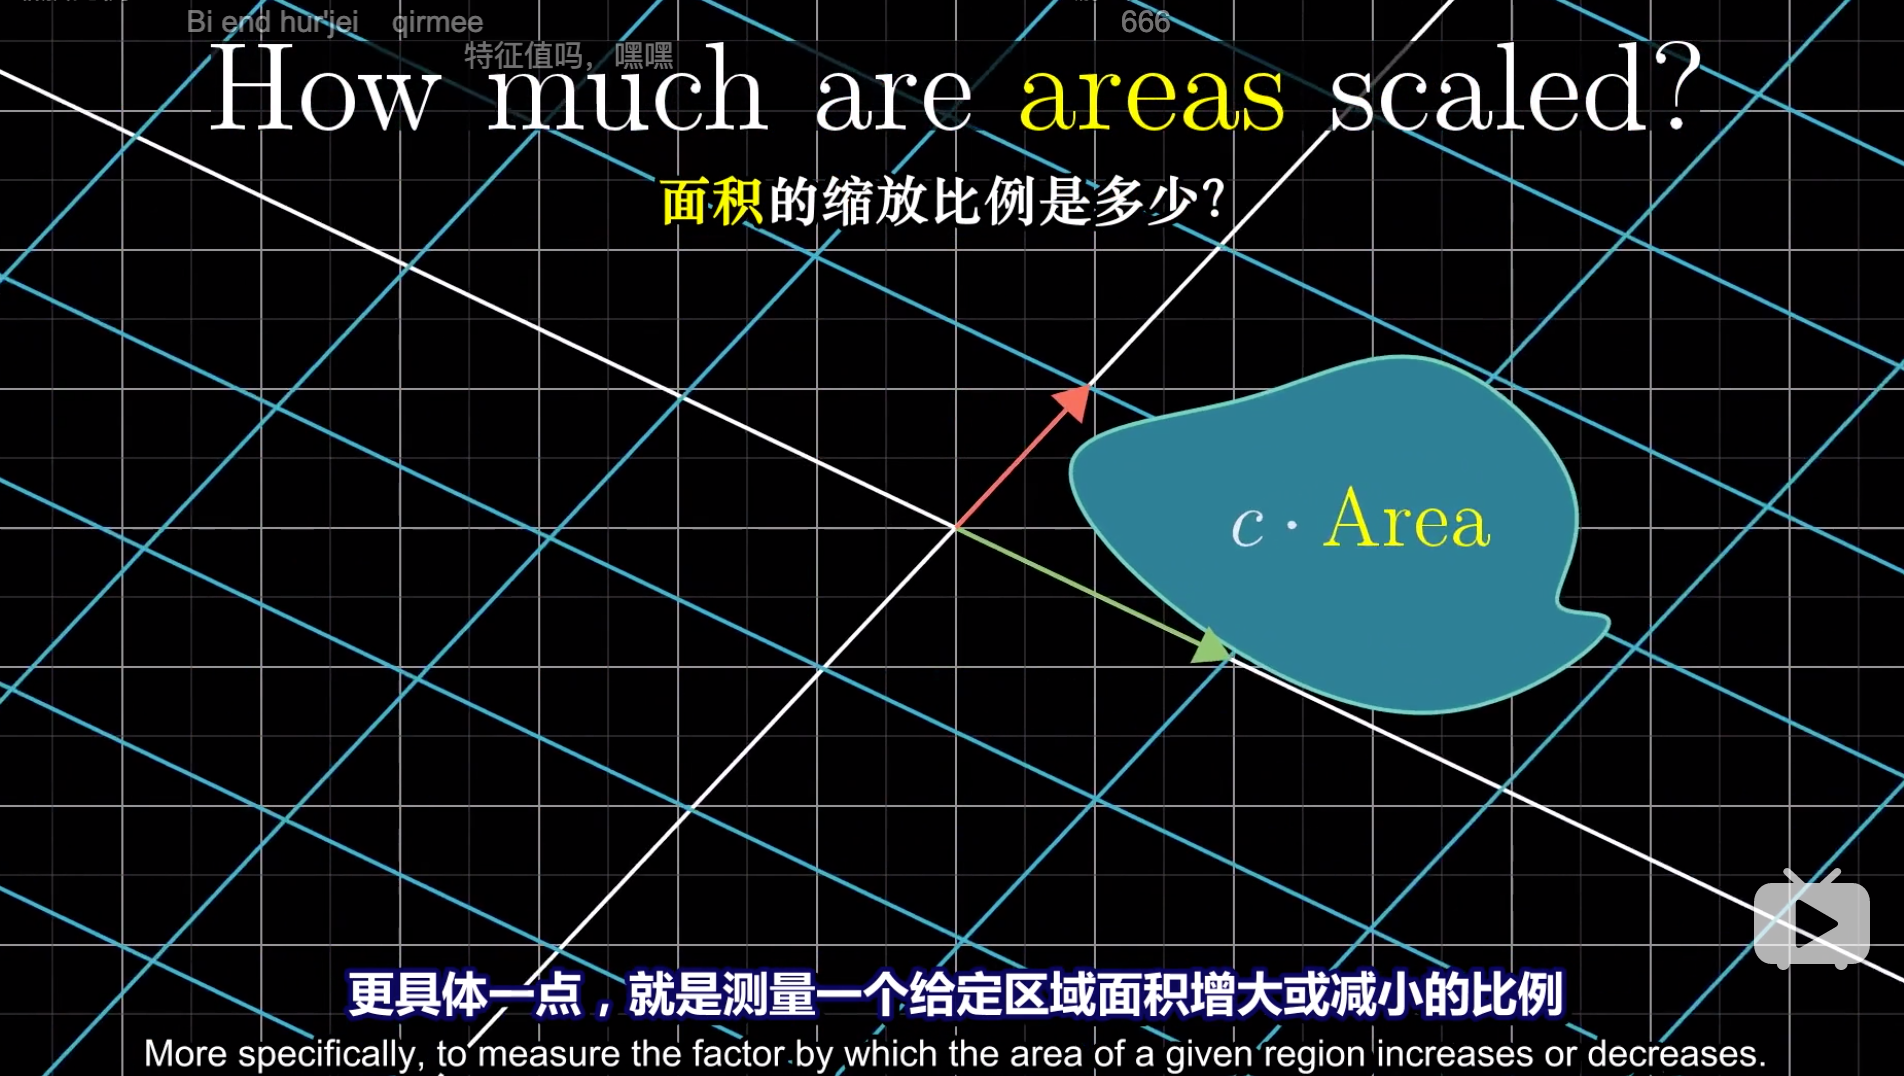 Bi end hur'jei qirmee
666
特征值吗，嘿嘿
How much are areas scaled?
面积的缩放比例是多少？
c · Area
更具体一点，就是测量一个给定区域面积增大或减小的比例
More specifically, to measure the factor by which the area of a given region increases or decreases.